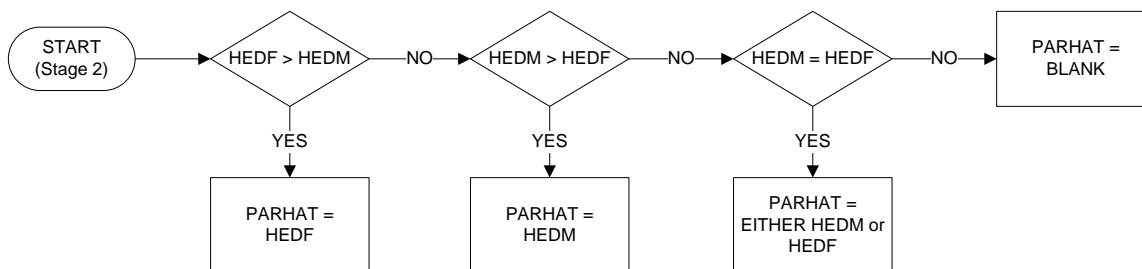 START
(Stage 2)
HEDF > HEDM
NO
HEDM > HEDF
NO
HEDM = HEDF
NO
PARHAT =
BLANK
YES
YES
YES
PARHAT =
HEDF
PARHAT =
HEDM
PARHAT =
EITHER HEDM or
HEDF